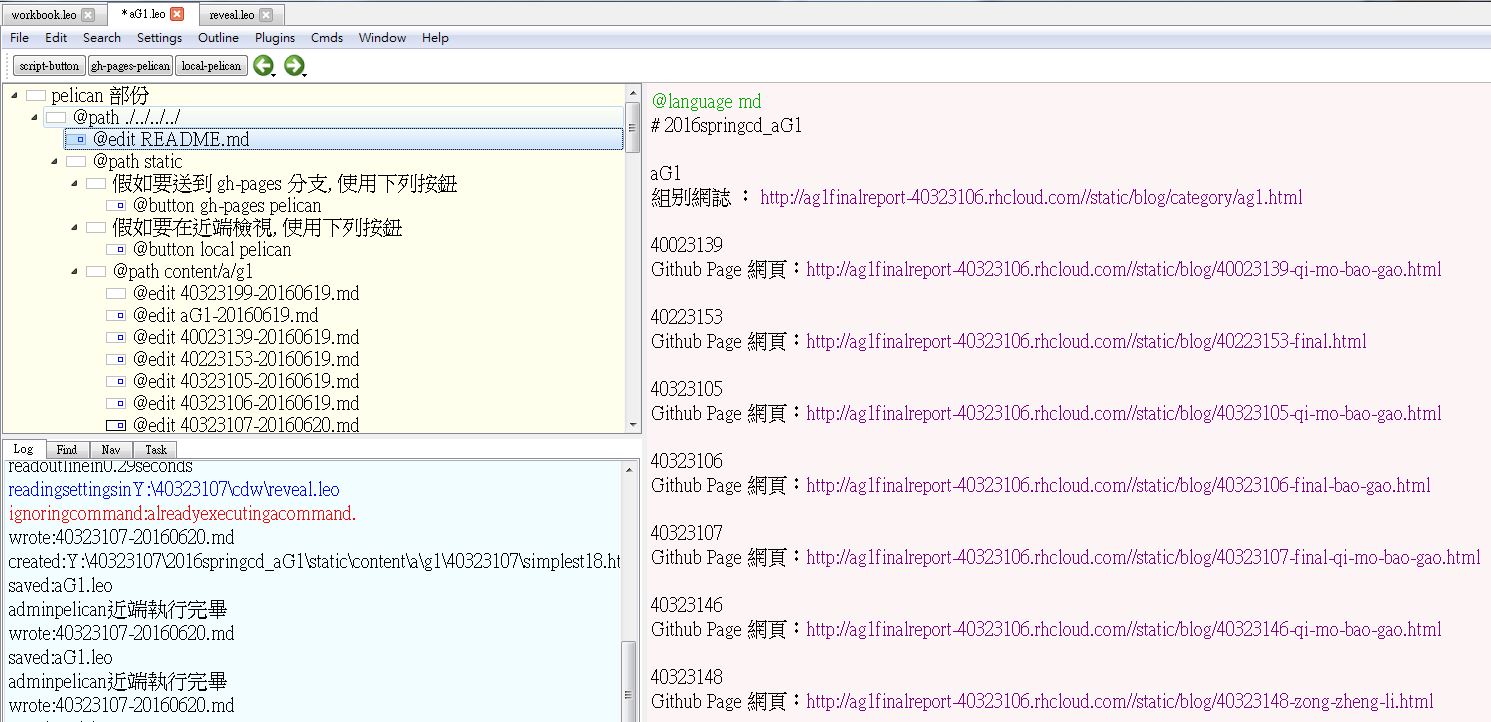 workbook.leo
* aG1.leo
reveal.leo
File Edit Search Settings Outline Plugins Cmds Window Help
script-button gh-pages-pelican local-pelican
pelican 部份
@path ./../../../
@edit README.md
@path static
假如要送到 gh-pages 分支, 使用下列按鈕
@button gh-pages pelican
假如要在近端檢視, 使用下列按鈕
@button local pelican
@path content/a/g1
@edit 40323199-20160619.md
@edit aG1-20160619.md
@edit 40023139-20160619.md
@edit 40223153-20160619.md
@edit 40323105-20160619.md
@edit 40323106-20160619.md
@edit 40323107-20160620.md
Log Find Nav Task
readoutlinein0.29seconds
readingsettingsinY:\40323107\cdw\reveal.leo
ignoringcommand:alreadyexecutingacommand.
wrote:40323107-20160620.md
created:Y:\40323107\2016springcd_aG1\static\content\a\g1\40323107\simplest18.ht
saved:aG1.leo
adminpelican近端執行完畢
wrote:40323107-20160620.md
saved:aG1.leo
adminpelican近端執行完畢
wrote:40323107-20160620.md
@language md
# 2016springcd_aG1
aG1
組別網誌 : http://ag1finalreport-40323106.rhcloud.com//static/blog/category/ag1.html
40023139
Github Page 網頁：http://ag1finalreport-40323106.rhcloud.com//static/blog/40023139-qi-mo-bao-gao.html
40223153
Github Page 網頁：http://ag1finalreport-40323106.rhcloud.com//static/blog/40223153-final.html
40323105
Github Page 網頁：http://ag1finalreport-40323106.rhcloud.com//static/blog/40323105-qi-mo-bao-gao.html
40323106
Github Page 網頁：http://ag1finalreport-40323106.rhcloud.com//static/blog/40323106-final-bao-gao.html
40323107
Github Page 網頁：http://ag1finalreport-40323106.rhcloud.com//static/blog/40323107-final-qi-mo-bao-gao.html
40323146
Github Page 網頁：http://ag1finalreport-40323106.rhcloud.com//static/blog/40323146-qi-mo-bao-gao.html
40323148
Github Page 網頁：http://ag1finalreport-40323106.rhcloud.com//static/blog/40323148-zong-zheng-li.html